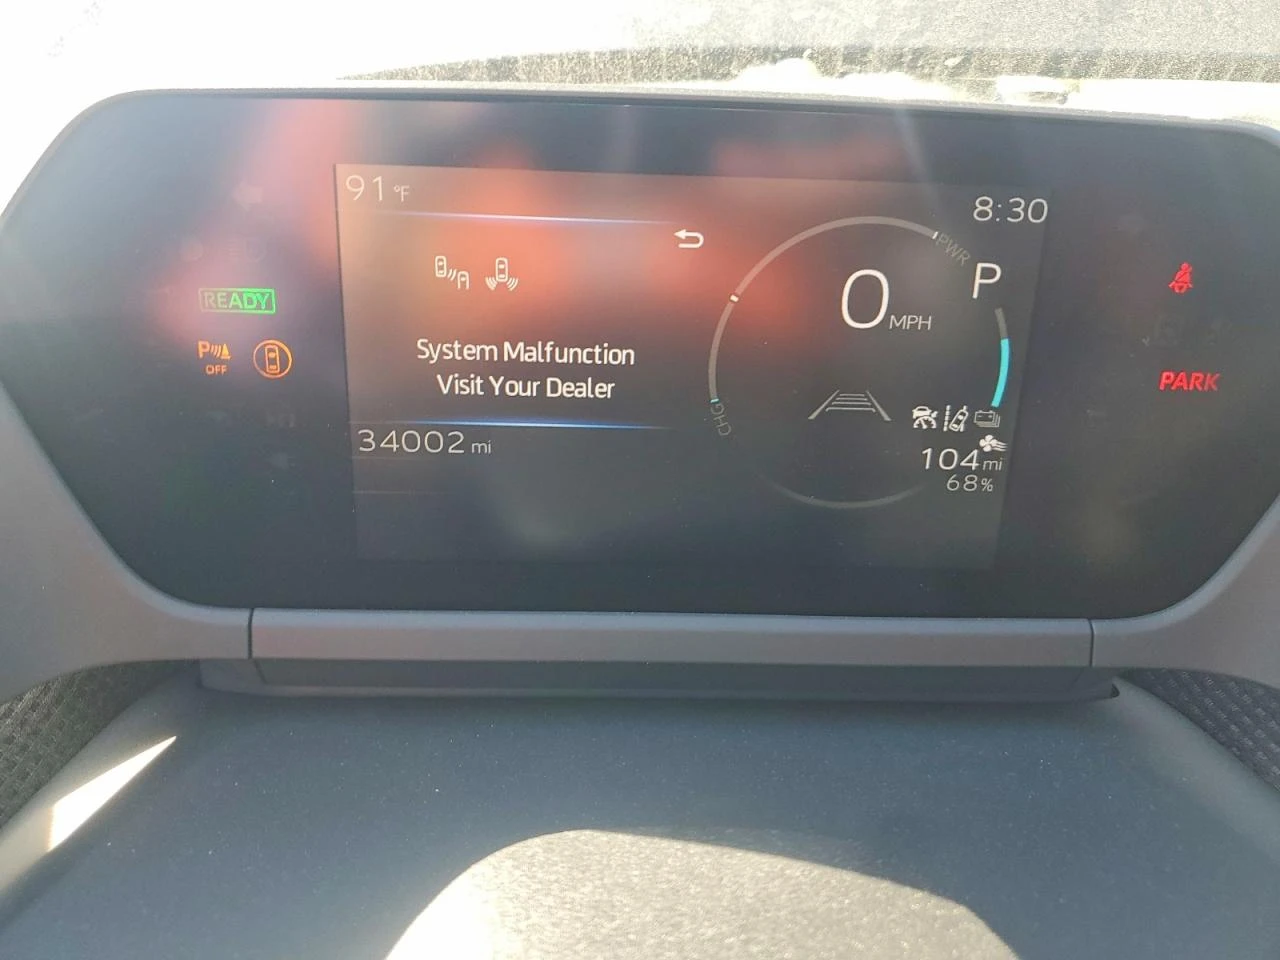 91 °F
8:30
PWR
P
READY
0 MPH
P
OFF
System Malfunction
Visit Your Dealer
PARK
CHG
34002 mi
104 mi
68%